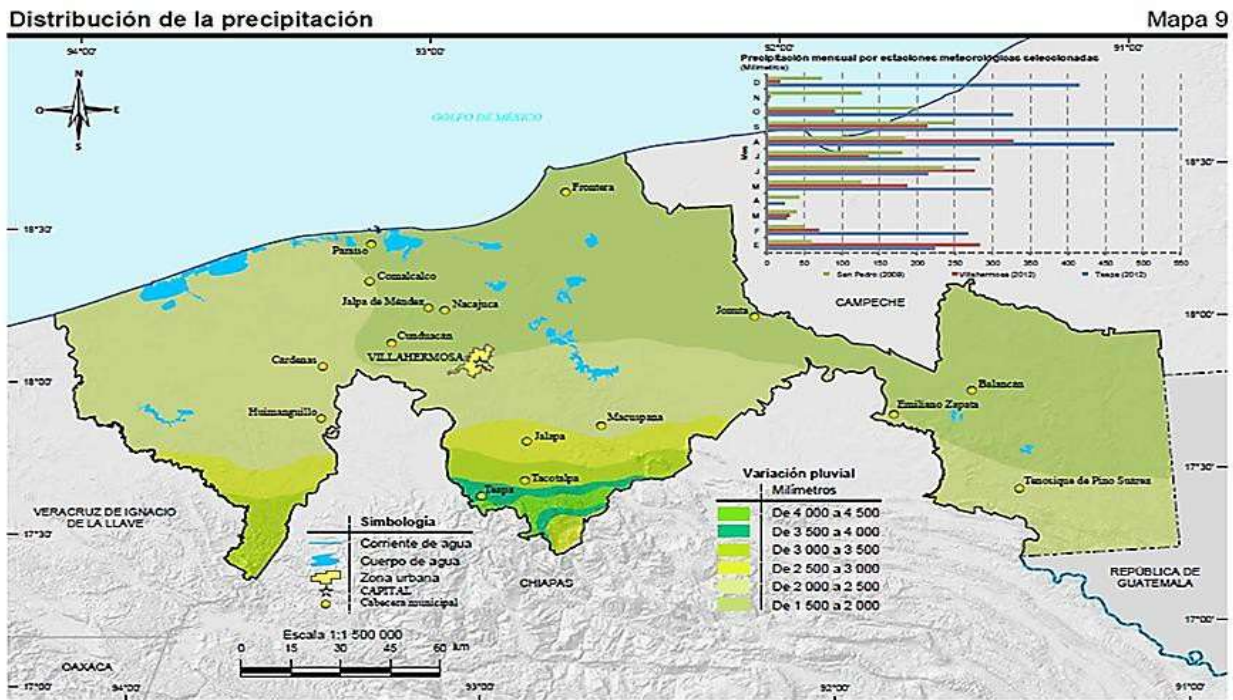 Distribución de la precipitación
Mapa 9
94°00'
93°00'
92°00'
91°00'
N
O
E
S
GOLFO DE MÉXICO
Precipitación mensual por estaciones meteorológicas seleccionadas
(Milímetros)
Mes
D
N
O
S
A
J
J
M
A
M
F
E
0 50 100 150 200 250 300 350 400 450 500 550
San Pedro (2009) Villahermosa (2012) Teapa (2012)
18°30'
18°30'
Frontera
Paraíso
Comalcalco
Jalpa de Méndez
Nacajuca
Jonuta
CAMPECHE
18°00'
Cunduacán
VILLAHERMOSA
Cárdenas
18°00'
Balancán
Emiliano Zapata
Huimanguillo
Macuspana
Jalapa
17°30'
Tacotalpa
Teapa
Tenosique de Pino Suárez
VERACRUZ DE IGNACIO
DE LA LLAVE
17°30'
Simbología
Corriente de agua
Cuerpo de agua
Zona urbana
CAPITAL
Cabecera municipal
Escala 1:1 500 000
0 15 30 45 60 km
CHIAPAS
Variación pluvial
Milímetros
De 4 000 a 4 500
De 3 500 a 4 000
De 3 000 a 3 500
De 2 500 a 3 000
De 2 000 a 2 500
De 1 500 a 2 000
REPÚBLICA DE
GUATEMALA
17°00'
OAXACA
17°00'
94°00'
93°00'
92°00'
91°00'